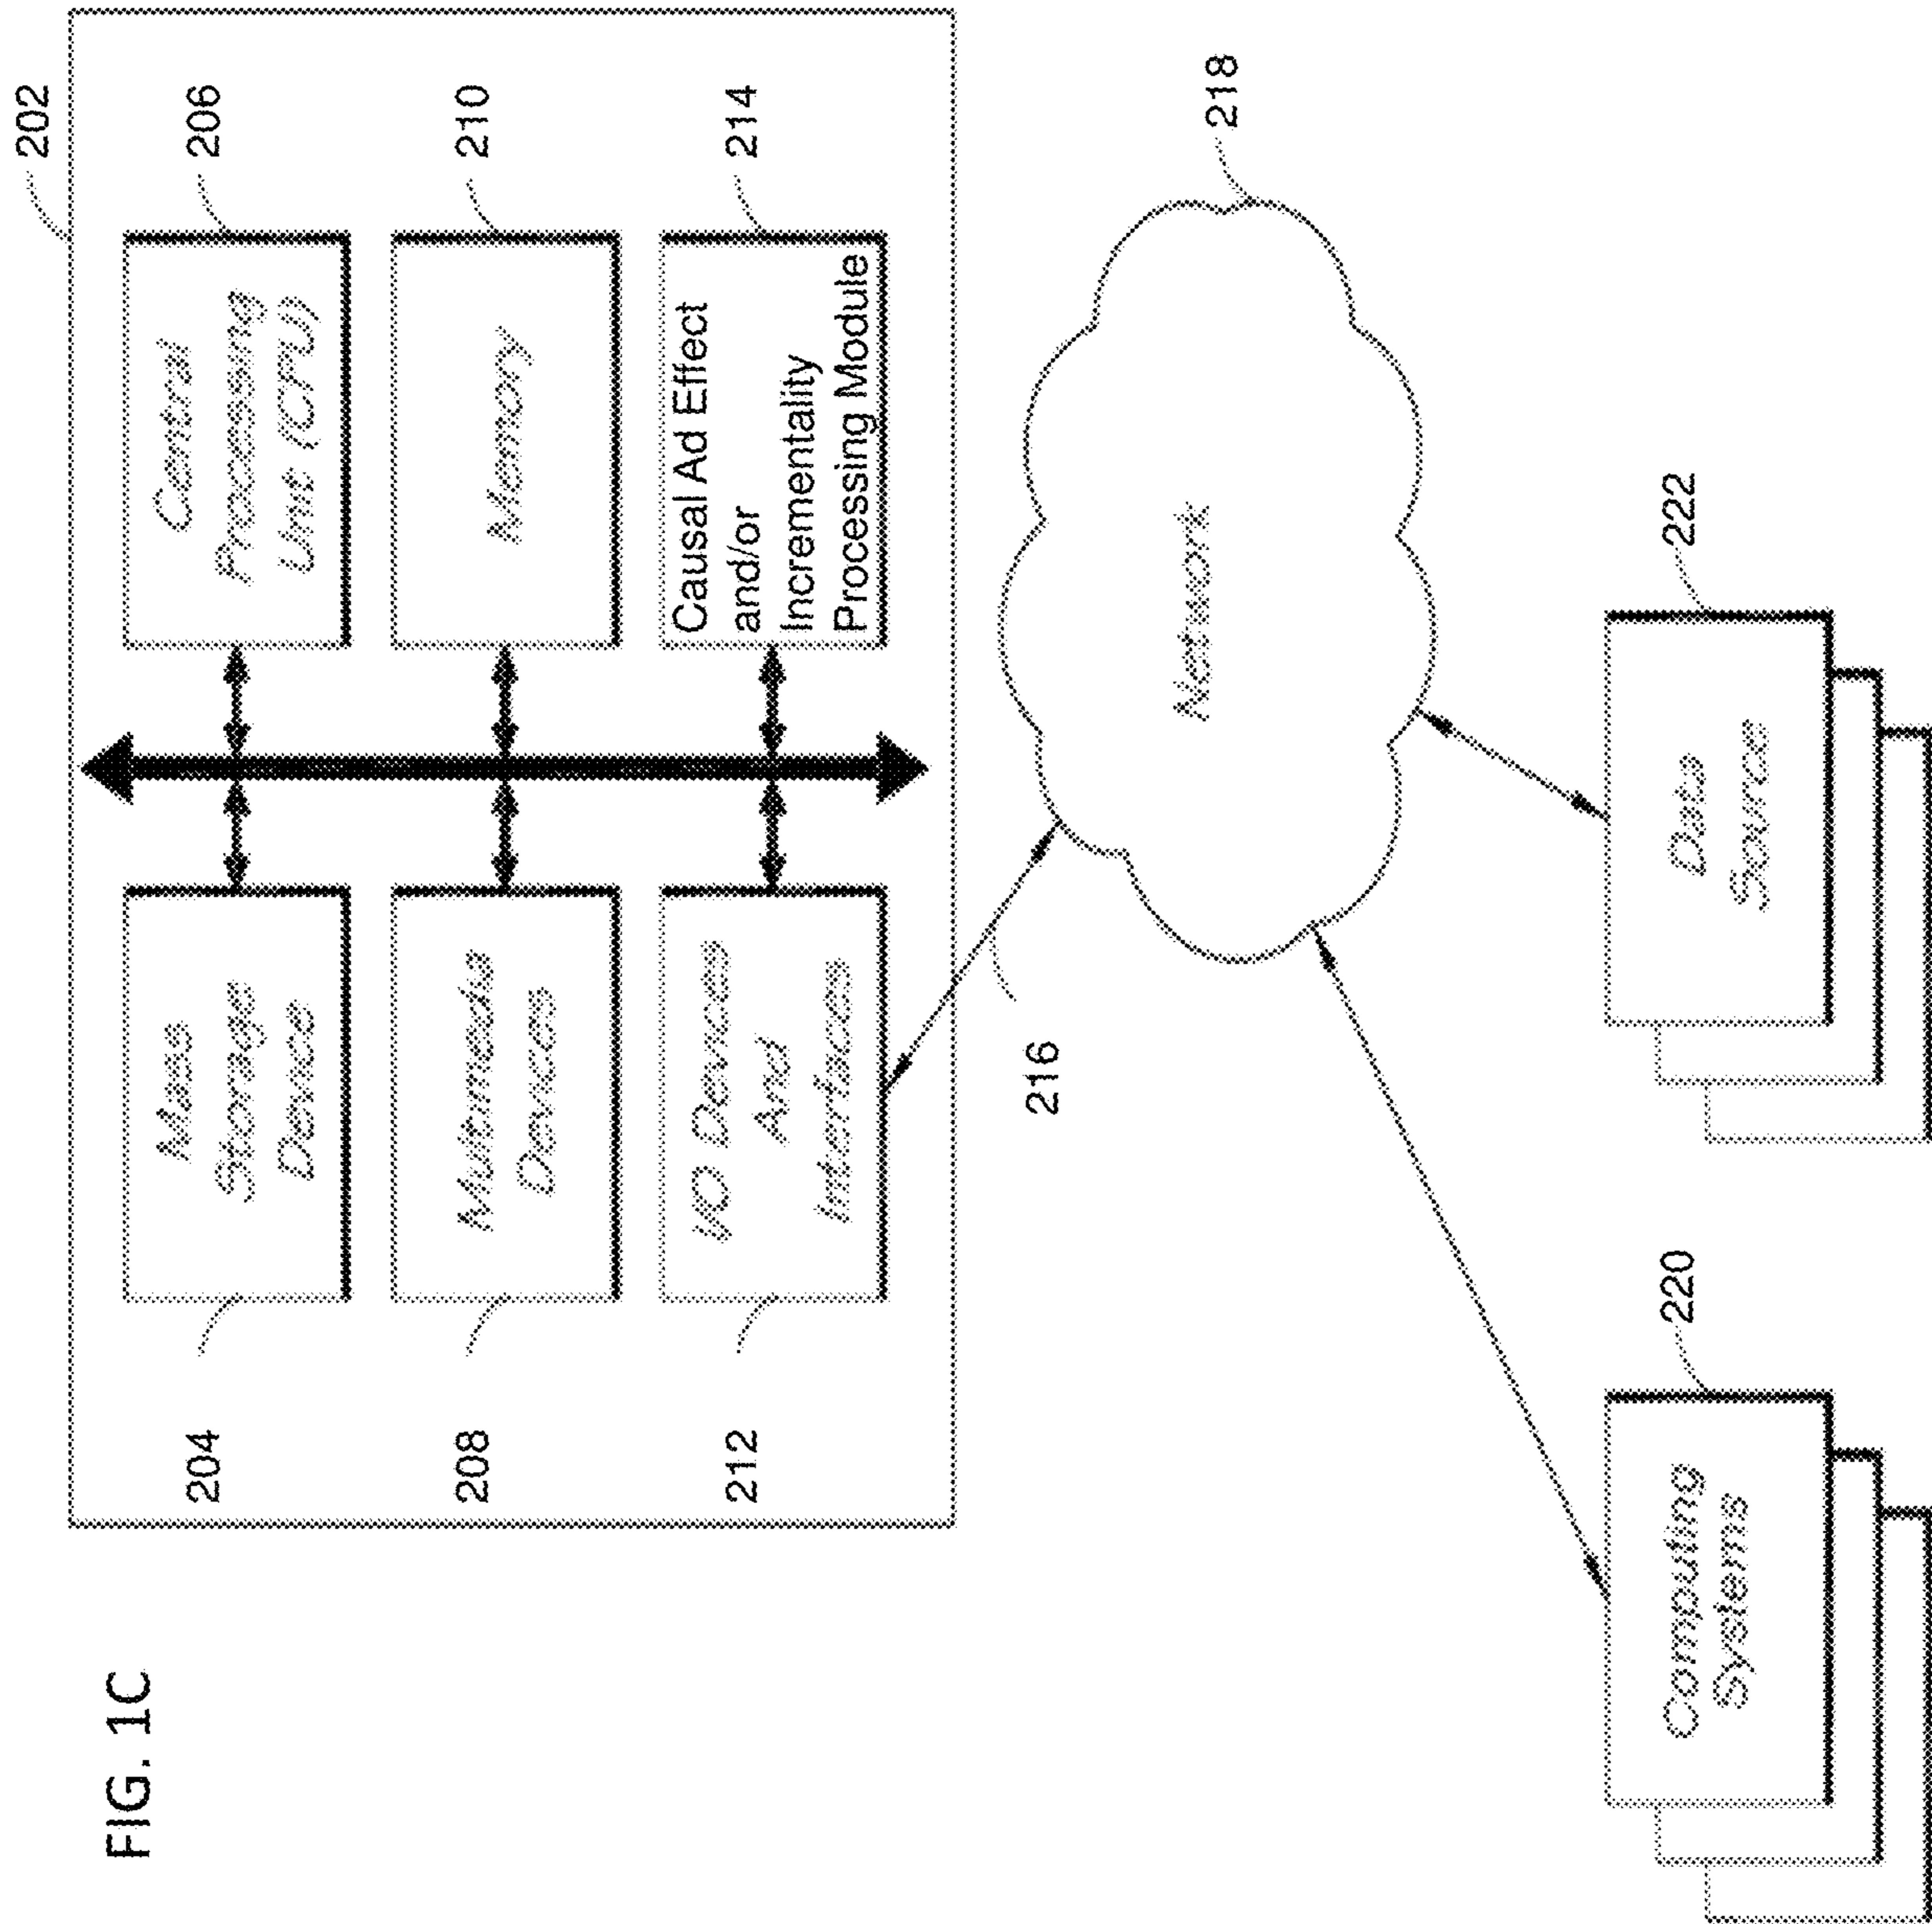 FIG. 1C
202
204
Mass
Storage
Device
Central
Processing
Unit (CPU)
206
208
Multimedia
Devices
Memory
210
212
I/O Devices
And
Interfaces
Causal Ad Effect
and/or
Incrementality
Processing Module
214
216
Network
218
220
Computing
Systems
222
Data
Source